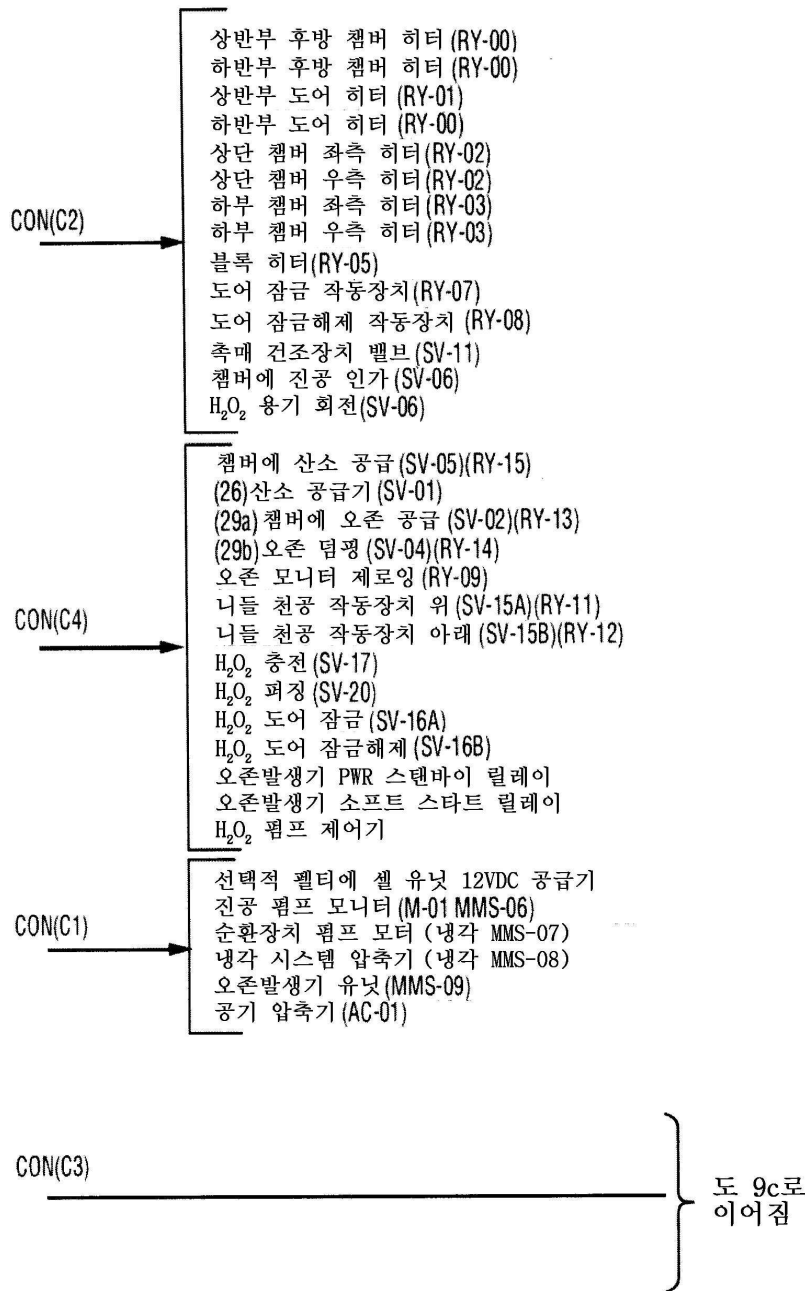 상반부 후방 챔버 히터 (RY-00)
하반부 후방 챔버 히터 (RY-00)
상반부 도어 히터 (RY-01)
하반부 도어 히터 (RY-00)
상단 챔버 좌측 히터(RY-02)
상단 챔버 우측 히터(RY-02)
하부 챔버 좌측 히터(RY-03)
하부 챔버 우측 히터(RY-03)
CON(C2)
블록 히터(RY-05)
도어 잠금 작동장치(RY-07)
도어 잠금해제 작동장치 (RY-08)
촉매 건조장치 밸브(SV-11)
챔버에 진공 인가(SV-06)
H₂O₂ 용기 회전(SV-06)
챔버에 산소 공급(SV-05)(RY-15)
(26)산소 공급기(SV-01)
(29a)챔버에 오존 공급 (SV-02)(RY-13)
(29b)오존 덤핑(SV-04)(RY-14)
오존 모니터 제로잉(RY-09)
니들 천공 작동장치 위(SV-15A)(RY-11)
CON(C4)
니들 천공 작동장치 아래(SV-15B)(RY-12)
H₂O₂ 충전(SV-17)
H₂O₂ 퍼징(SV-20)
H₂O₂ 도어 잠금(SV-16A)
H₂O₂ 도어 잠금해제(SV-16B)
오존발생기 PWR 스탠바이 릴레이
오존발생기 소프트 스타트 릴레이
H₂O₂ 펌프 제어기
선택적 펠티에 셀 유닛 12VDC 공급기
진공 펌프 모니터(M-01 MMS-06)
CON(C1)
순환장치 펌프 모터 (냉각 MMS-07)
냉각 시스템 압축기 (냉각 MMS-08)
오존발생기 유닛(MMS-09)
공기 압축기(AC-01)
CON(C3)
도 9c로
이어짐